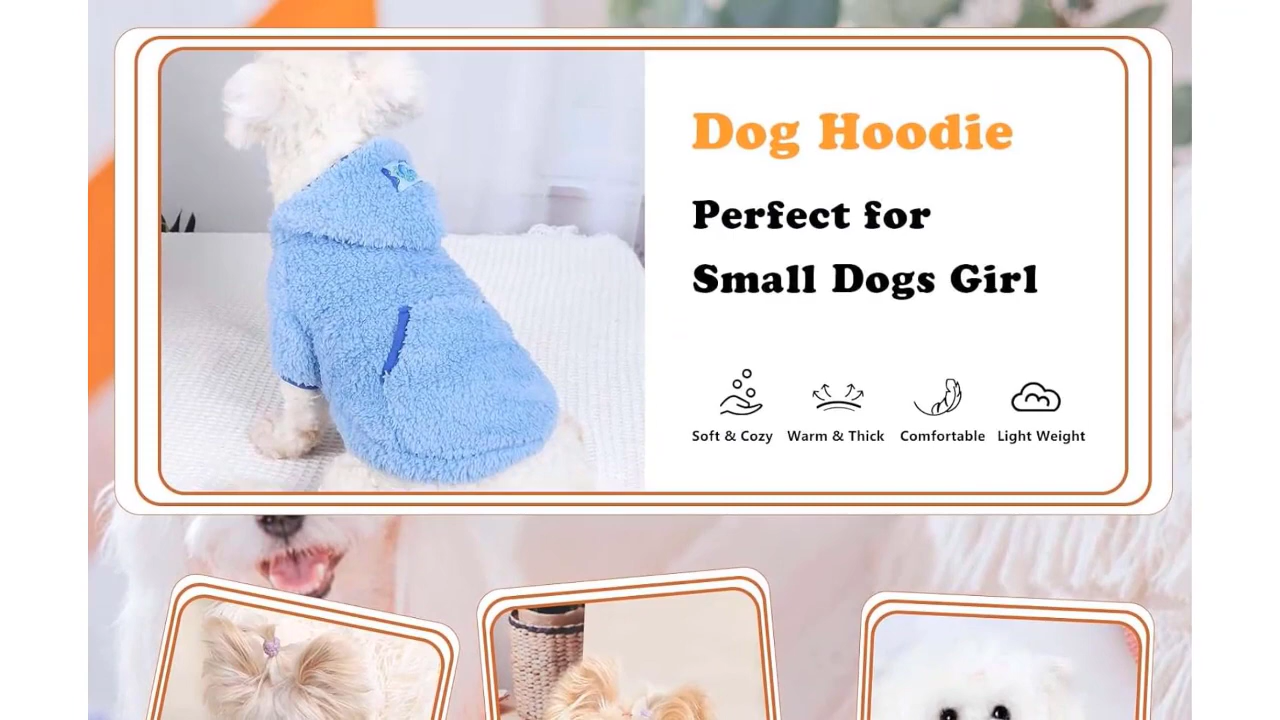 Dog Hoodie
Perfect for
Small Dogs Girl
Soft & Cozy Warm & Thick Comfortable Light Weight